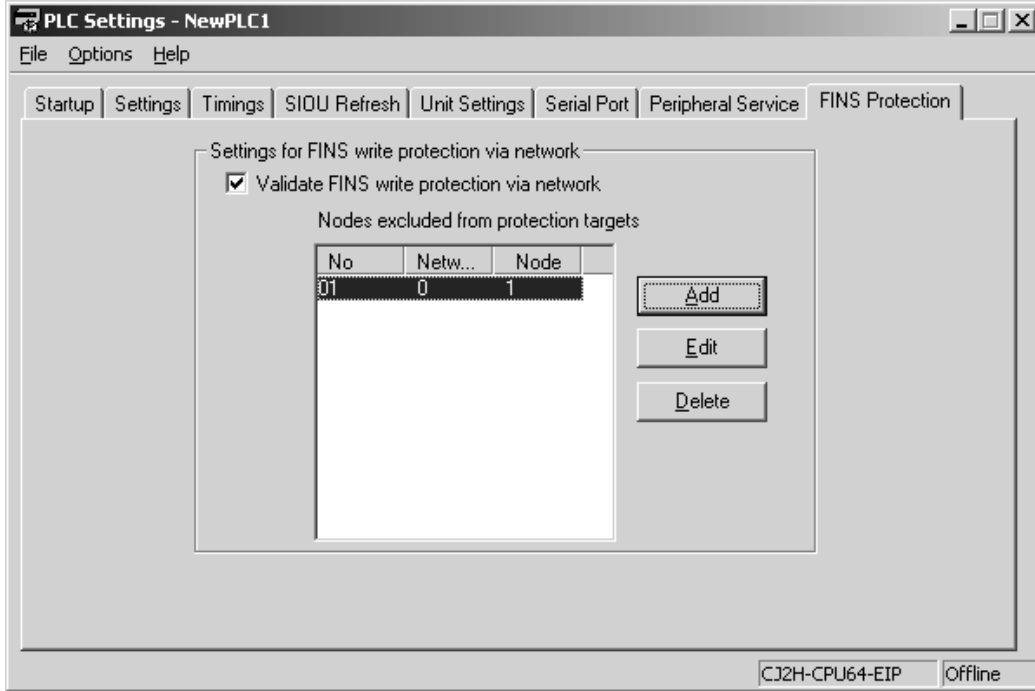 PLC Settings - NewPLC1
File Options Help
Startup Settings Timings SIOU Refresh Unit Settings Serial Port Peripheral Service FINS Protection
Settings for FINS write protection via network
Validate FINS write protection via network
Nodes excluded from protection targets
No Netw... Node
01 0 1
Add
Edit
Delete
CJ2H-CPU64-EIP Offline